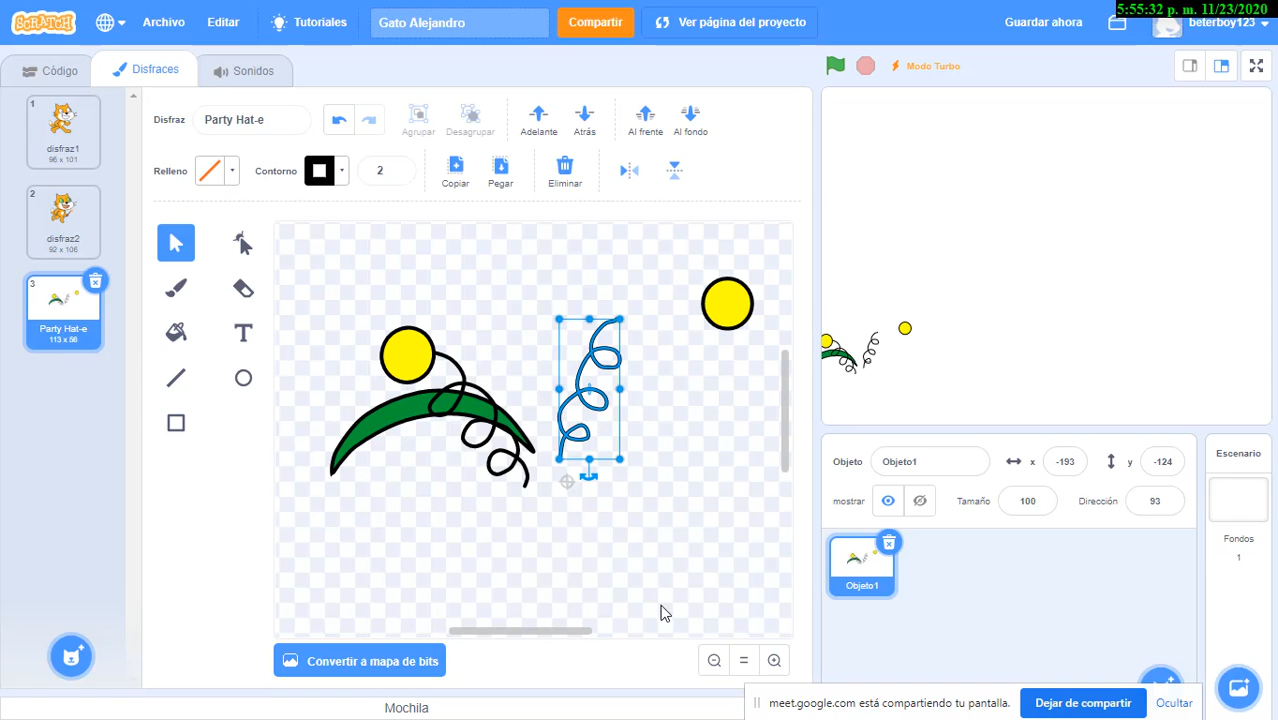 5:55:32 p. m. 11/23/2020
SCRATCH
Archivo
Editar
Tutoriales
Gato Alejandro
Compartir
Ver página del proyecto
Guardar ahora
beterboy123
Código
Disfraces
Sonidos
Modo Turbo
1
disfraz1
96 x 101
2
disfraz2
92 x 106
3
Party Hat-e
113 x 56
Disfraz
Party Hat-e
Agrupar
Desagrupar
Adelante
Atrás
Al frente
Al fondo
Relleno
Contorno
2
Copiar
Pegar
Eliminar
T
Convertir a mapa de bits
Mochila
Objeto
Objeto1
x
-193
y
-124
mostrar
Tamaño
100
Dirección
93
Objeto1
Escenario
Fondos
1
meet.google.com está compartiendo tu pantalla.
Dejar de compartir
Ocultar